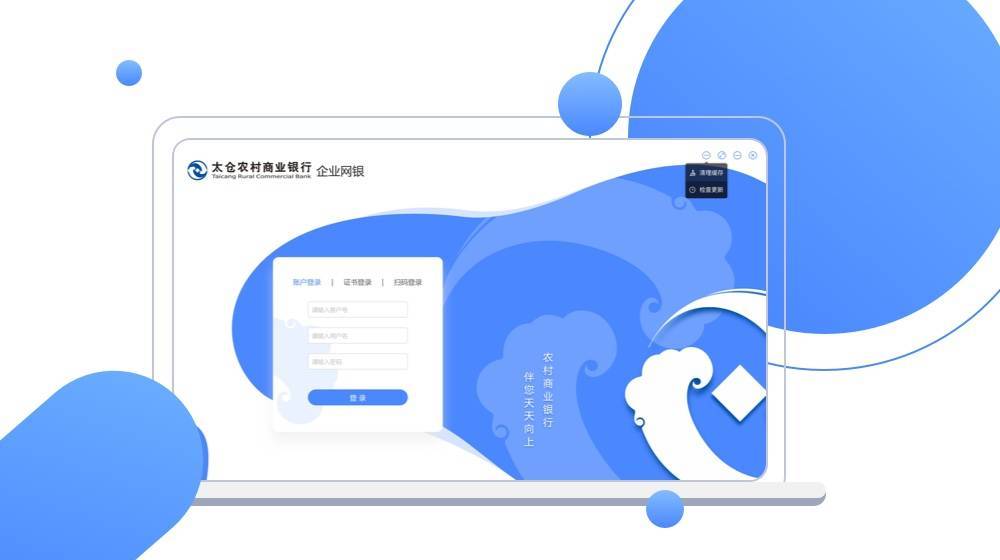 太仓农村商业银行 企业网银
Taicang Rural Commercial Bank
清理缓存
检查更新
账户登录 | 证书登录 | 扫码登录
请输入账户号
请输入用户名
请输入密码
登 录
农村商业银行
伴您天天向上